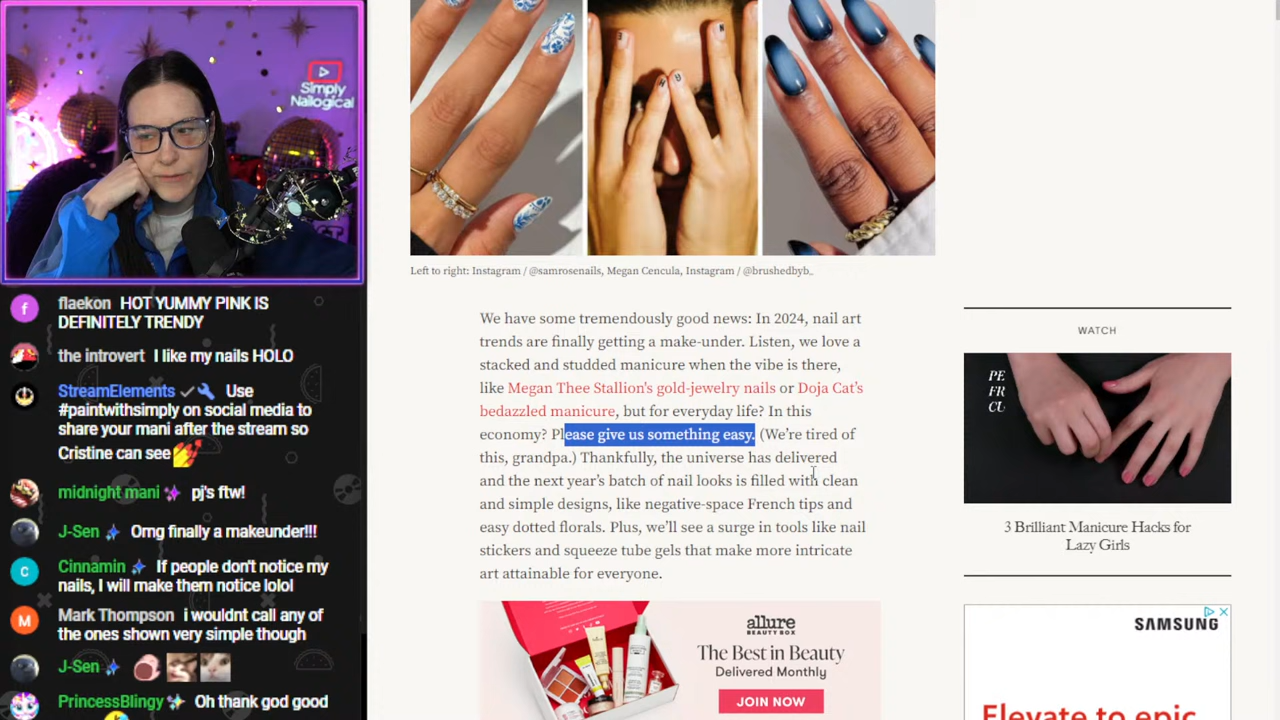 Simply
Nailogical
flaekon HOT YUMMY PINK IS
DEFINITELY TRENDY
the introvert I like my nails HOLO
StreamElements Use
#paintwithsimply on social media to
share your mani after the stream so
Cristine can see
midnight mani pj's ftw!
J-Sen Omg finally a makeunder!!!
Cinnamin If people don't notice my
nails, I will make them notice lolol
Mark Thompson i wouldnt call any of
the ones shown very simple though
J-Sen
PrincessBlingy Oh thank god good
Left to right: Instagram / @samrosenails, Megan Cencula, Instagram / @brushedbyb_
We have some tremendously good news: In 2024, nail art
trends are finally getting a make-under. Listen, we love a
stacked and studded manicure when the vibe is there,
like Megan Thee Stallion's gold-jewelry nails or Doja Cat's
bedazzled manicure, but for everyday life? In this
economy? Please give us something easy. (We're tired of
this, grandpa.) Thankfully, the universe has delivered
and the next year's batch of nail looks is filled with clean
and simple designs, like negative-space French tips and
easy dotted florals. Plus, we'll see a surge in tools like nail
stickers and squeeze tube gels that make more intricate
art attainable for everyone.
allure
BEAUTY BOX
The Best in Beauty
Delivered Monthly
JOIN NOW
WATCH
PE
FR
CU
3 Brilliant Manicure Hacks for
Lazy Girls
SAMSUNG
Elevate to epic